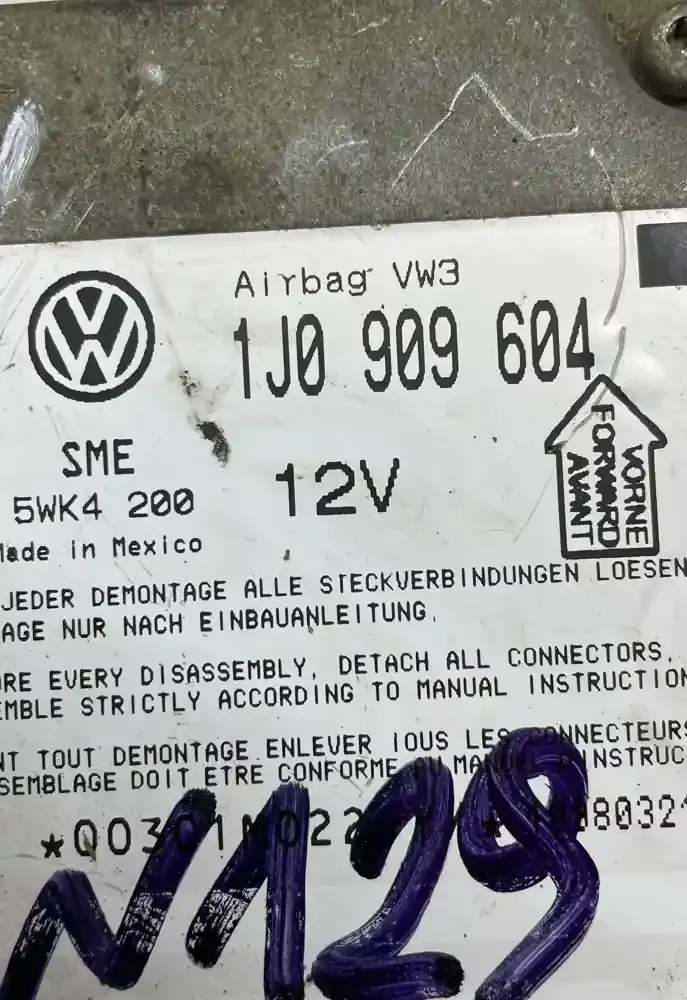 Airbag VW3
1J0 909 604
SME
12V
5WK4 200
Made in Mexico
VORNE
FORWARD
AVANT
JEDER DEMONTAGE ALLE STECKVERBINDUNGEN LOESEN
AGE NUR NACH EINBAUANLEITUNG.
ORE EVERY DISASSEMBLY, DETACH ALL CONNECTORS.
EMBLE STRICTLY ACCORDING TO MANUAL INSTRUCTION
NT TOUT DEMONTAGE ENLEVER IOUS LES CONNECTEURS
SEMBLAGE DOIT ETRE CONFORME
N129